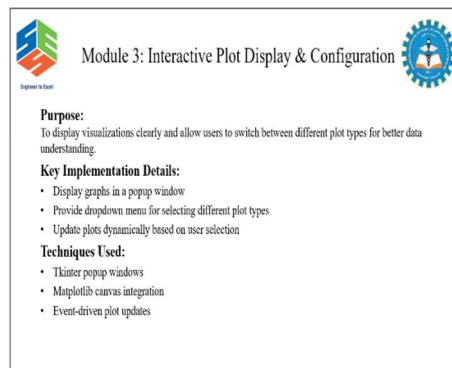 SES
Engineer to Excel
Module 3: Interactive Plot Display & Configuration
Purpose:
To display visualizations clearly and allow users to switch between different plot types for better data
understanding.
Key Implementation Details:
• Display graphs in a popup window
• Provide dropdown menu for selecting different plot types
• Update plots dynamically based on user selection
Techniques Used:
• Tkinter popup windows
• Matplotlib canvas integration
• Event-driven plot updates